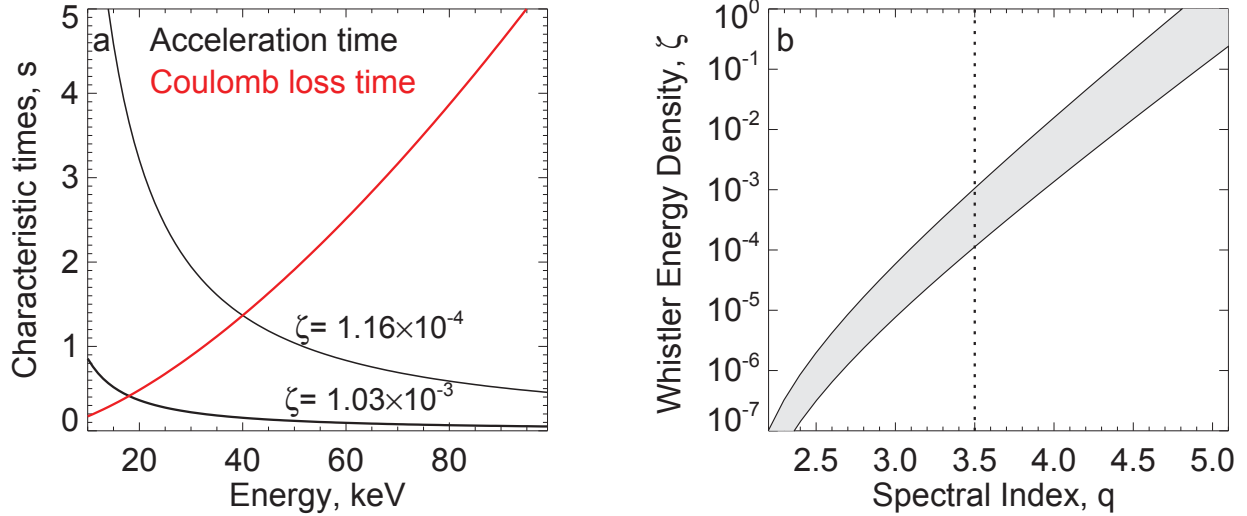 a Acceleration time
Coulomb loss time
Characteristic times, s
5
4
3
2
1
0
ζ= 1.16×10⁻⁴
ζ= 1.03×10⁻³
20 40 60 80
Energy, keV
b
Whistler Energy Density, ζ
10⁰
10⁻¹
10⁻²
10⁻³
10⁻⁴
10⁻⁵
10⁻⁶
10⁻⁷
2.5 3.0 3.5 4.0 4.5 5.0
Spectral Index, q